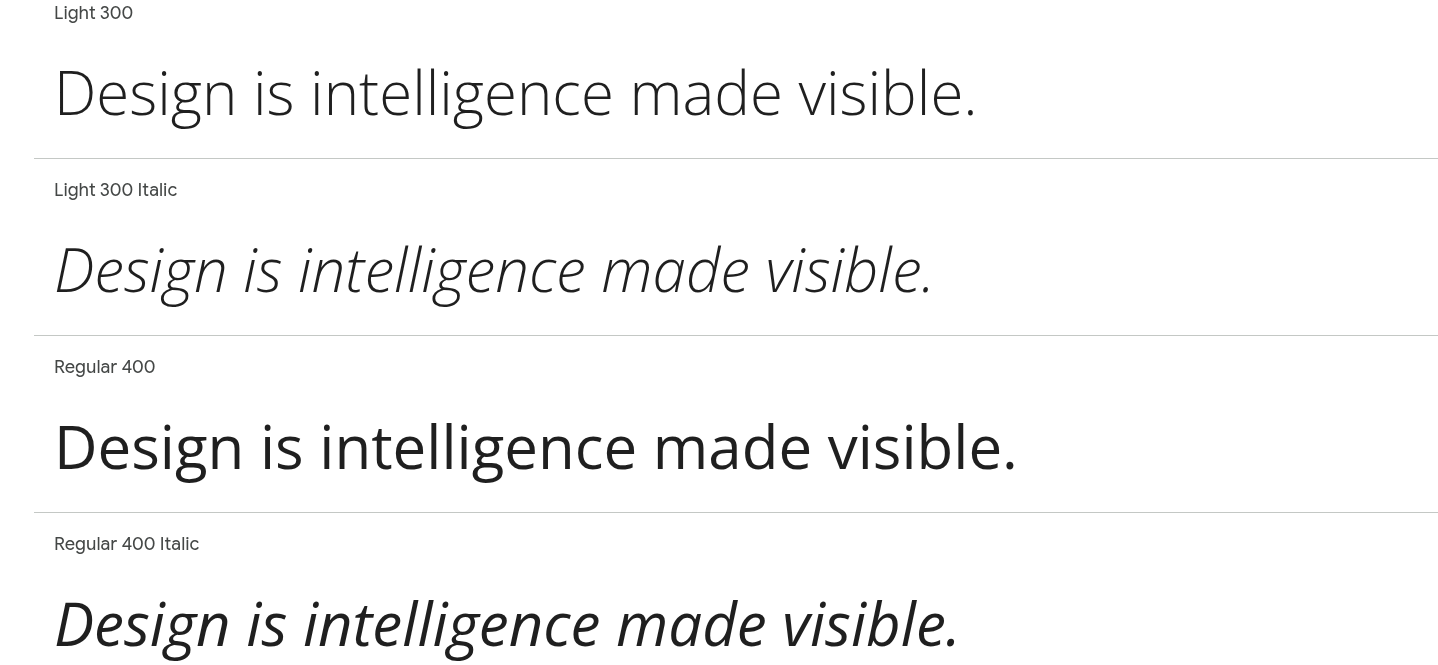 Light 300
Design is intelligence made visible.
Light 300 Italic
Design is intelligence made visible.
Regular 400
Design is intelligence made visible.
Regular 400 Italic
Design is intelligence made visible.